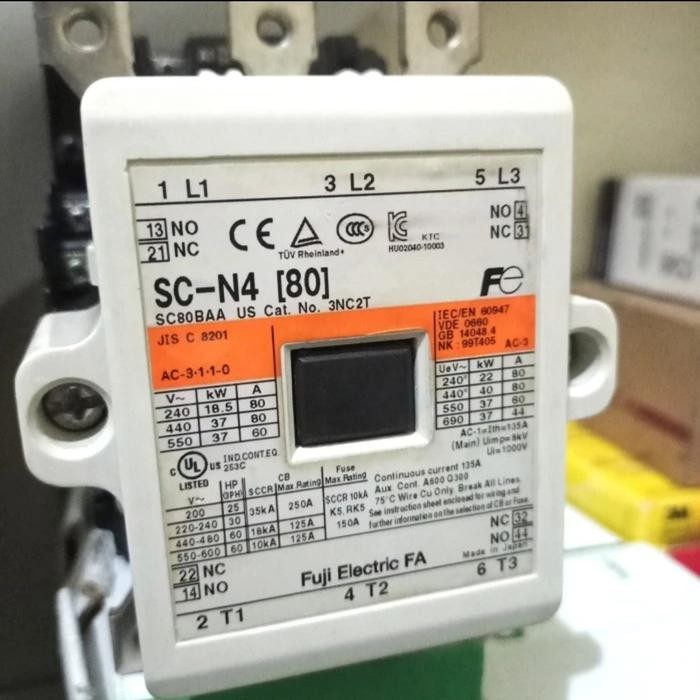 1 L1 3 L2 5 L3
13 NO NO 4
21 NC NC 31
CE TÜV Rheinland CCC KC KTC
HU02040-10003
SC-N4 [80] Fe
SC80BAA US Cat. No. 3NC2T
JIS C 8201
AC-3·1·1-0
IEC/EN 60947
VDE 0660
GB 14048.4
NK : 99T405 AC-3
V~ kW A
240 18.5 80
440 37 80
550 37 60
Ue V~ kW A
240 22 80
440 40 80
550 37 60
690 37 44
AC-1=Ith=135A
(Main) Uimp=8kV
Ui=1000V
c UL US IND.CONT.EQ.
253C
LISTED
V~ HP (3PH) SCCR CB Max Rating Fuse Max Rating
200 25 35kA 250A
220-240 30
440-480 60 18kA 125A
550-600 60 10kA 125A
SCCR 10kA
K5, RK5
150A
Continuous current 135A
Aux. Cont. A600 Q300
75°C Wire Cu Only. Break All Lines.
See instruction sheet enclosed for wiring and
further information on the selection of CB or Fuse.
22 NC NC 32
14 NO NO 44
Fuji Electric FA Made in Japan
2 T1 4 T2 6 T3